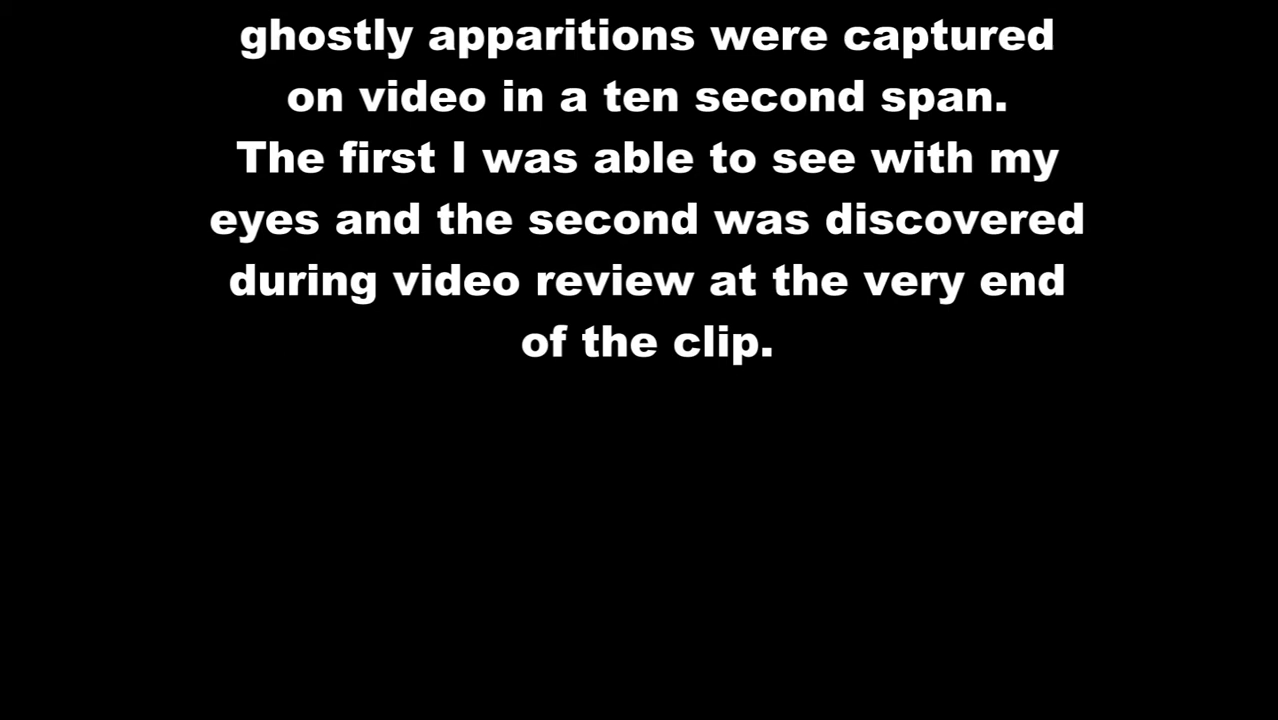 ghostly apparitions were captured
on video in a ten second span.
The first I was able to see with my
eyes and the second was discovered
during video review at the very end
of the clip.